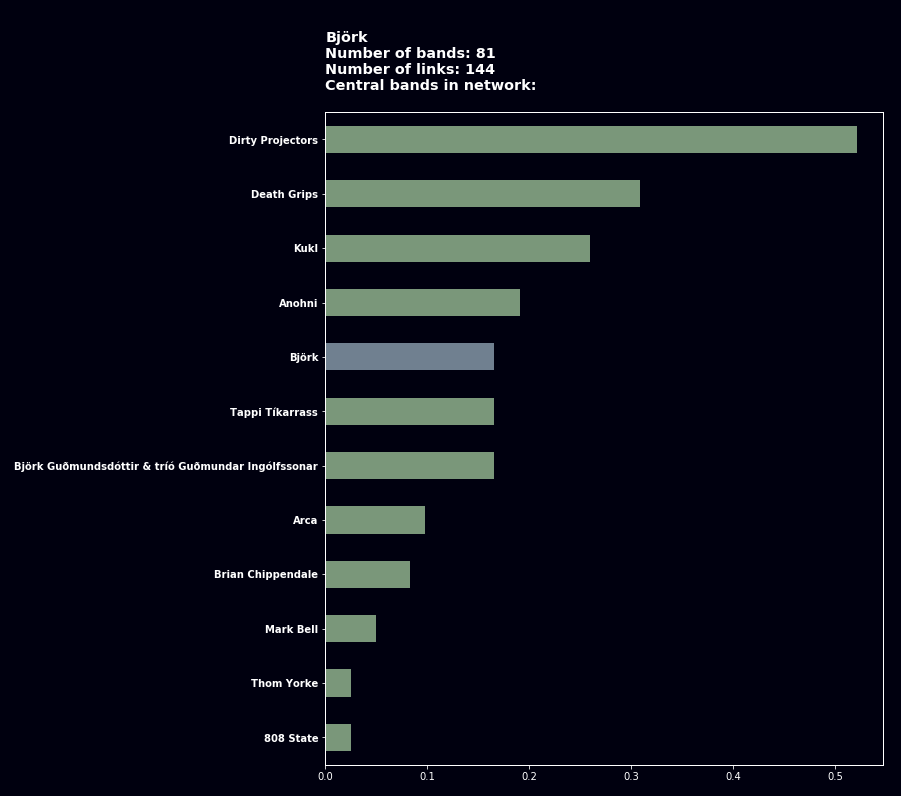 Björk
Number of bands: 81
Number of links: 144
Central bands in network:
Dirty Projectors
Death Grips
Kukl
Anohni
Björk
Tappi Tíkarrass
Björk Guðmundsdóttir & tríó Guðmundar Ingólfssonar
Arca
Brian Chippendale
Mark Bell
Thom Yorke
808 State
0.0 0.1 0.2 0.3 0.4 0.5